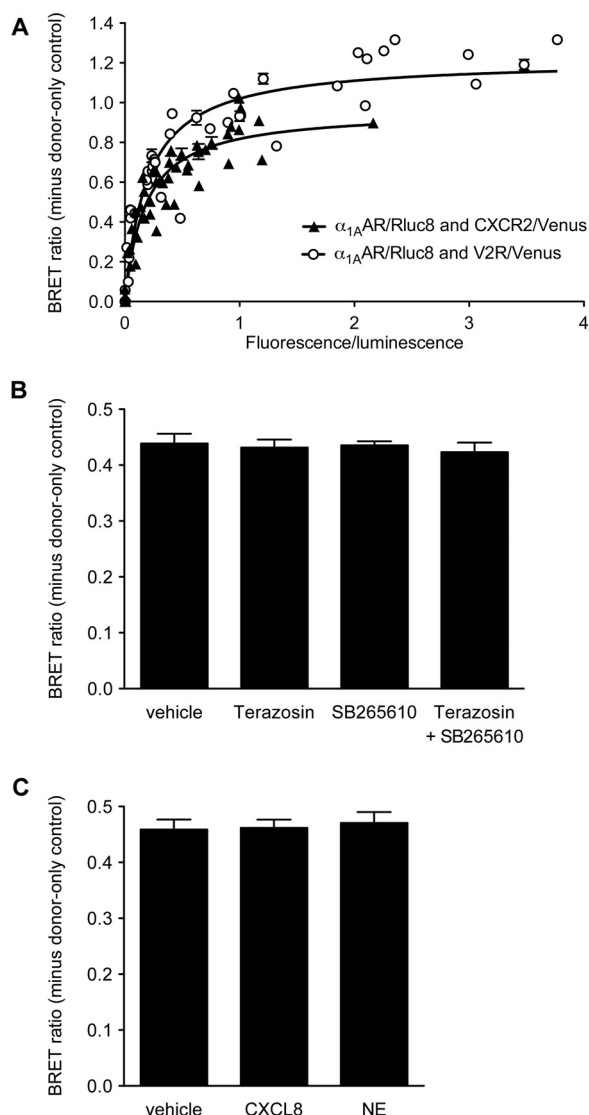 A
BRET ratio (minus donor-only control)
1.4
1.2
1.0
0.8
0.6
0.4
0.2
0.0
α1AAR/Rluc8 and CXCR2/Venus
α1AAR/Rluc8 and V2R/Venus
0 1 2 3 4
Fluorescence/luminescence
B
BRET ratio (minus donor-only control)
0.5
0.4
0.3
0.2
0.1
0.0
vehicle Terazosin SB265610 Terazosin
+ SB265610
C
BRET ratio (minus donor-only control)
0.5
0.4
0.3
0.2
0.1
0.0
vehicle CXCL8 NE